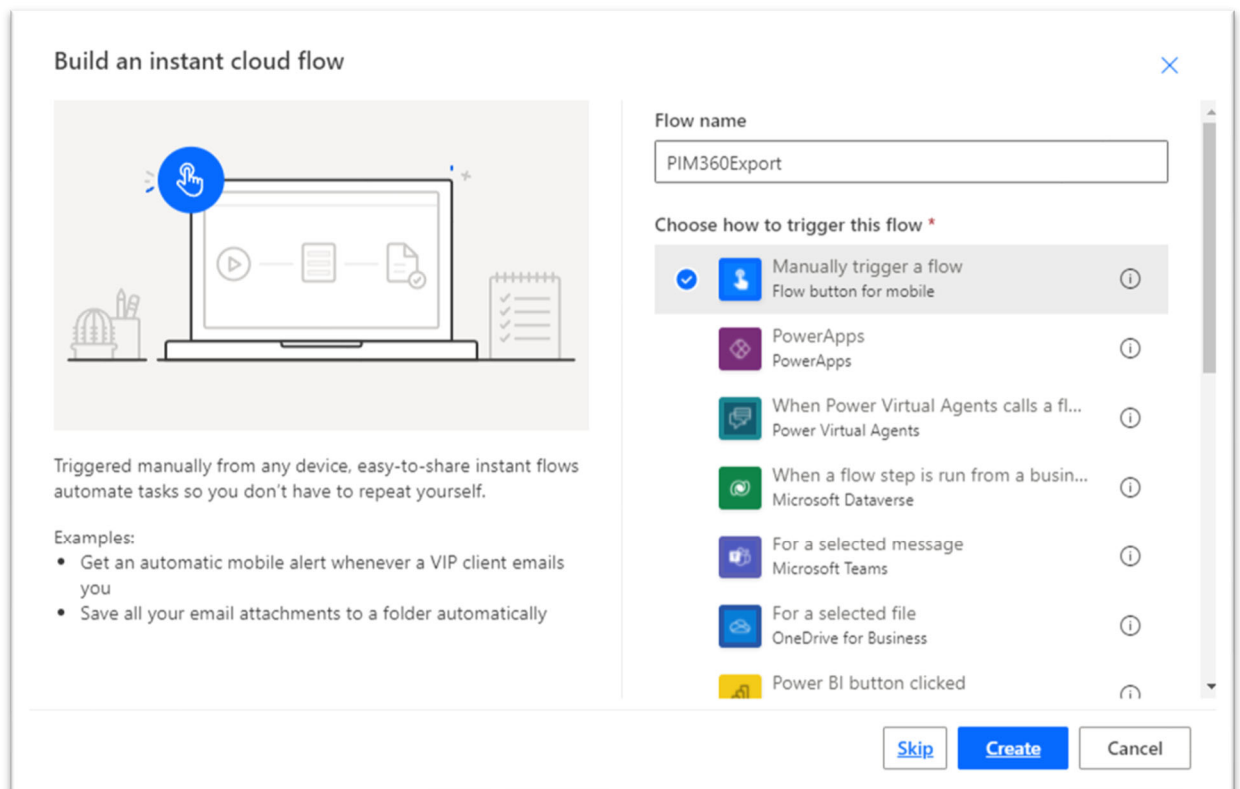 Build an instant cloud flow
Triggered manually from any device, easy-to-share instant flows
automate tasks so you don't have to repeat yourself.
Examples:
• Get an automatic mobile alert whenever a VIP client emails
you
• Save all your email attachments to a folder automatically
Flow name
PIM360Export
Choose how to trigger this flow *
Manually trigger a flow
Flow button for mobile
PowerApps
PowerApps
When Power Virtual Agents calls a fl...
Power Virtual Agents
When a flow step is run from a busin...
Microsoft Dataverse
For a selected message
Microsoft Teams
For a selected file
OneDrive for Business
Power BI button clicked
Skip
Create
Cancel